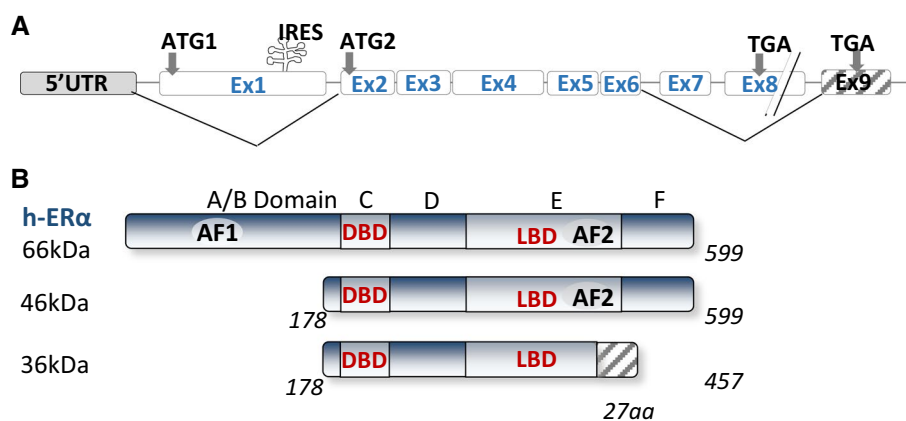 A
ATG1 IRES ATG2 TGA TGA
5'UTR Ex1 Ex2 Ex3 Ex4 Ex5 Ex6 Ex7 Ex8 Ex9
B
A/B Domain C D E F
h-ERα
66kDa AF1 DBD LBD AF2 599
46kDa 178 DBD LBD AF2 599
36kDa 178 DBD LBD 457
27aa